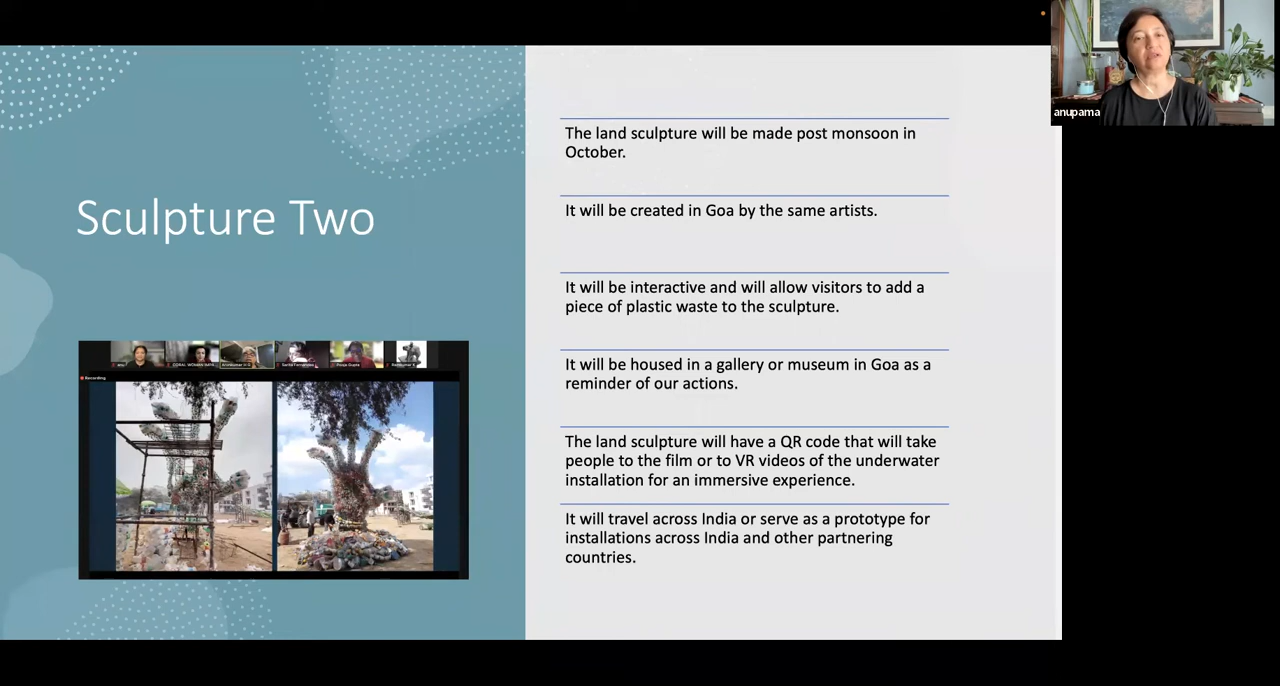 anupama
Sculpture Two
The land sculpture will be made post monsoon in
October.
It will be created in Goa by the same artists.
It will be interactive and will allow visitors to add a
piece of plastic waste to the sculpture.
It will be housed in a gallery or museum in Goa as a
reminder of our actions.
The land sculpture will have a QR code that will take
people to the film or to VR videos of the underwater
installation for an immersive experience.
It will travel across India or serve as a prototype for
installations across India and other partnering
countries.
Recording